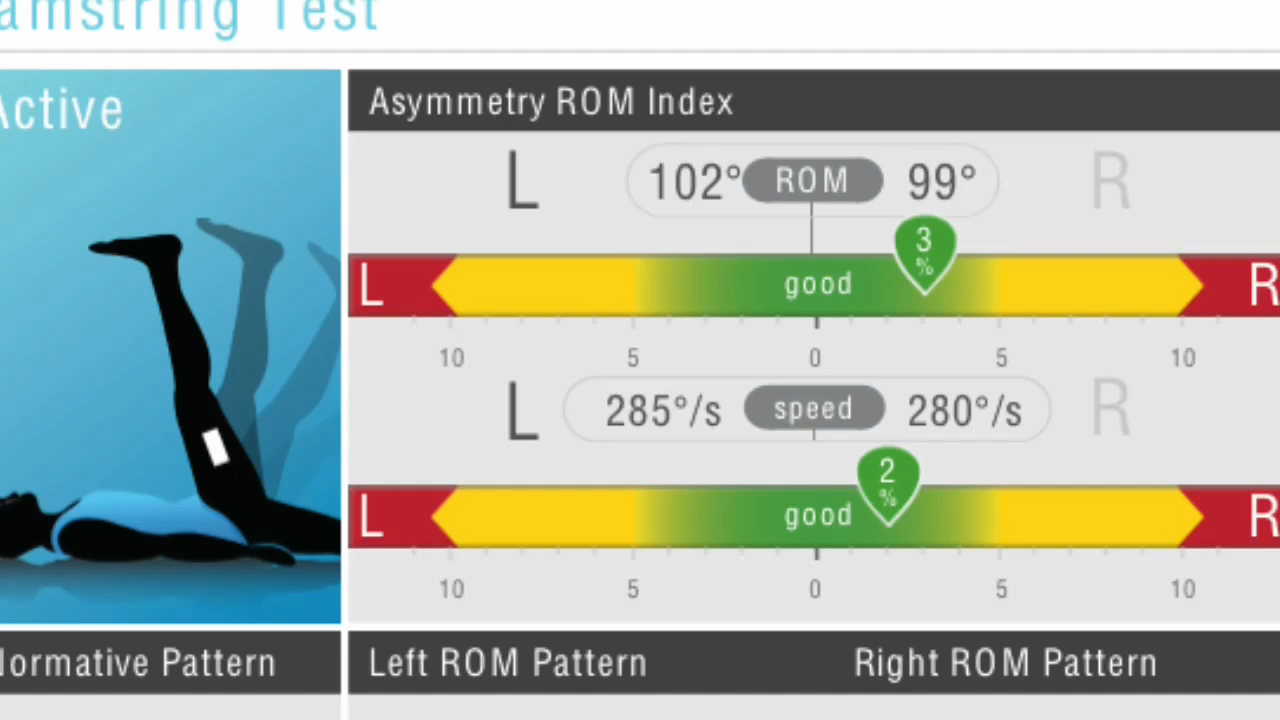 amstring Test
Active
Asymmetry ROM Index
L 102° ROM 99° R
3
%
L good R
10 5 0 5 10
L 285°/s speed 280°/s R
2
%
L good R
10 5 0 5 10
Normative Pattern
Left ROM Pattern Right ROM Pattern